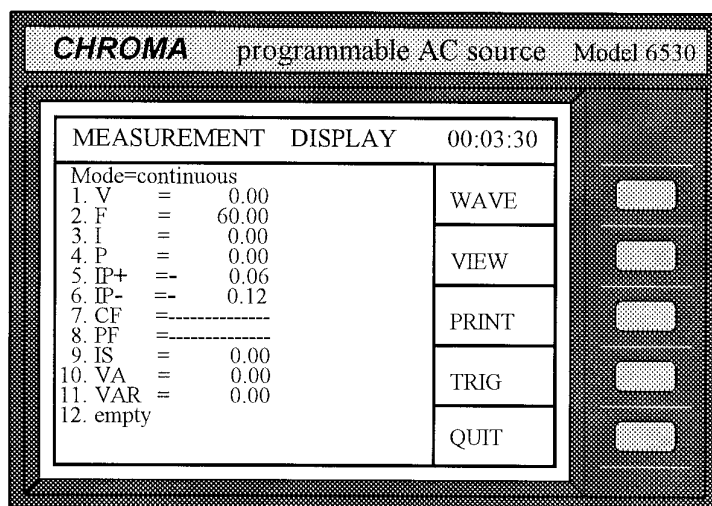 CHROMA programmable AC source Model 6530
MEASUREMENT DISPLAY 00:03:30
Mode=continuous
1. V = 0.00
2. F = 60.00
3. I = 0.00
4. P = 0.00
5. IP+ =- 0.06
6. IP- =- 0.12
7. CF =--------------
8. PF =--------------
9. IS = 0.00
10. VA = 0.00
11. VAR = 0.00
12. empty
WAVE
VIEW
PRINT
TRIG
QUIT